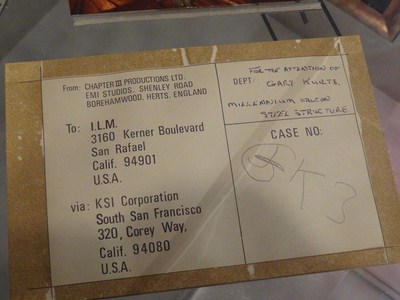 From: CHAPTER III PRODUCTIONS LTD.
EMI STUDIOS, SHENLEY ROAD
BOREHAMWOOD, HERTS, ENGLAND
To: I.L.M.
3160 Kerner Boulevard
San Rafael
Calif. 94901
U.S.A.
via: KSI Corporation
South San Francisco
320, Corey Way,
Calif. 94080
U.S.A.
FOR THE ATTENTION OF
DEPT: GARY KURTZ.
MILLENNIUM FALCON
STEEL STRUCTURE
CASE NO:
K3